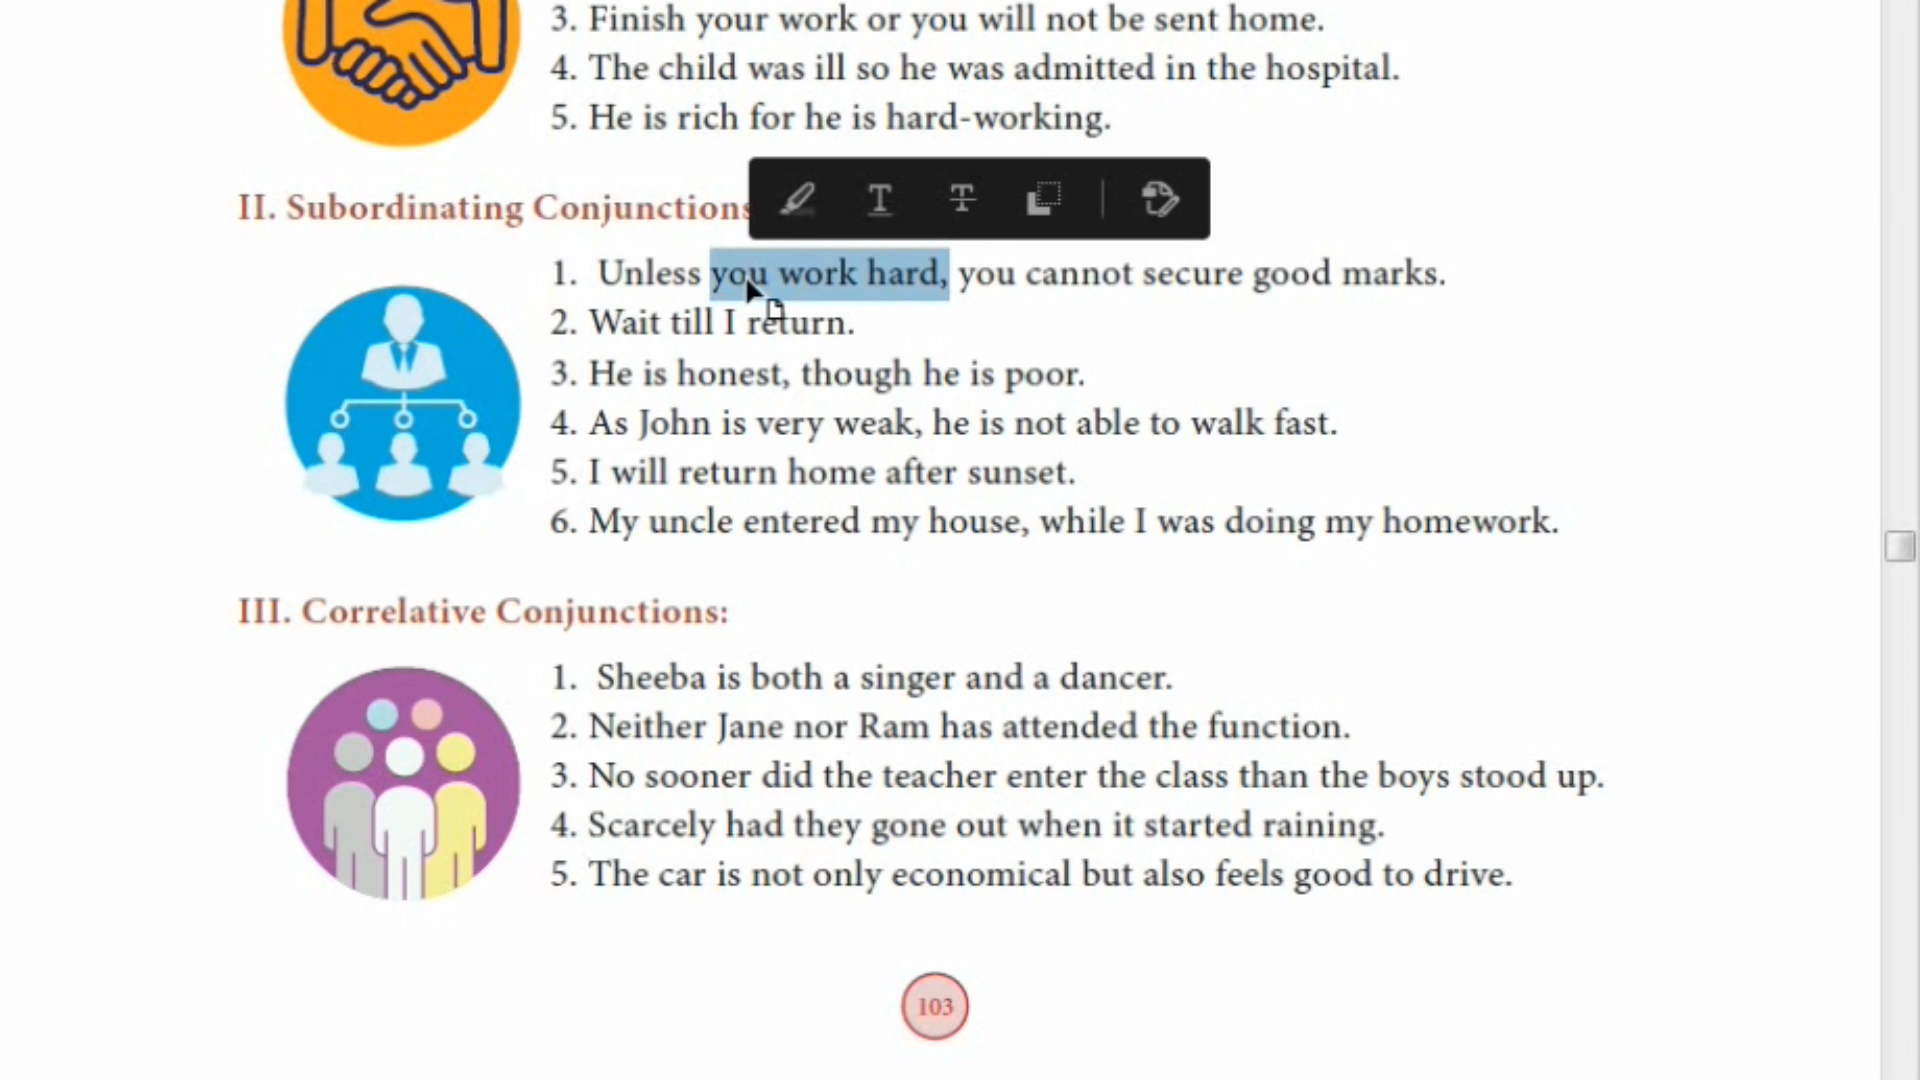 3. Finish your work or you will not be sent home.
4. The child was ill so he was admitted in the hospital.
5. He is rich for he is hard-working.
II. Subordinating Conjunctions
1. Unless you work hard, you cannot secure good marks.
2. Wait till I return.
3. He is honest, though he is poor.
4. As John is very weak, he is not able to walk fast.
5. I will return home after sunset.
6. My uncle entered my house, while I was doing my homework.
III. Correlative Conjunctions:
1. Sheeba is both a singer and a dancer.
2. Neither Jane nor Ram has attended the function.
3. No sooner did the teacher enter the class than the boys stood up.
4. Scarcely had they gone out when it started raining.
5. The car is not only economical but also feels good to drive.
103